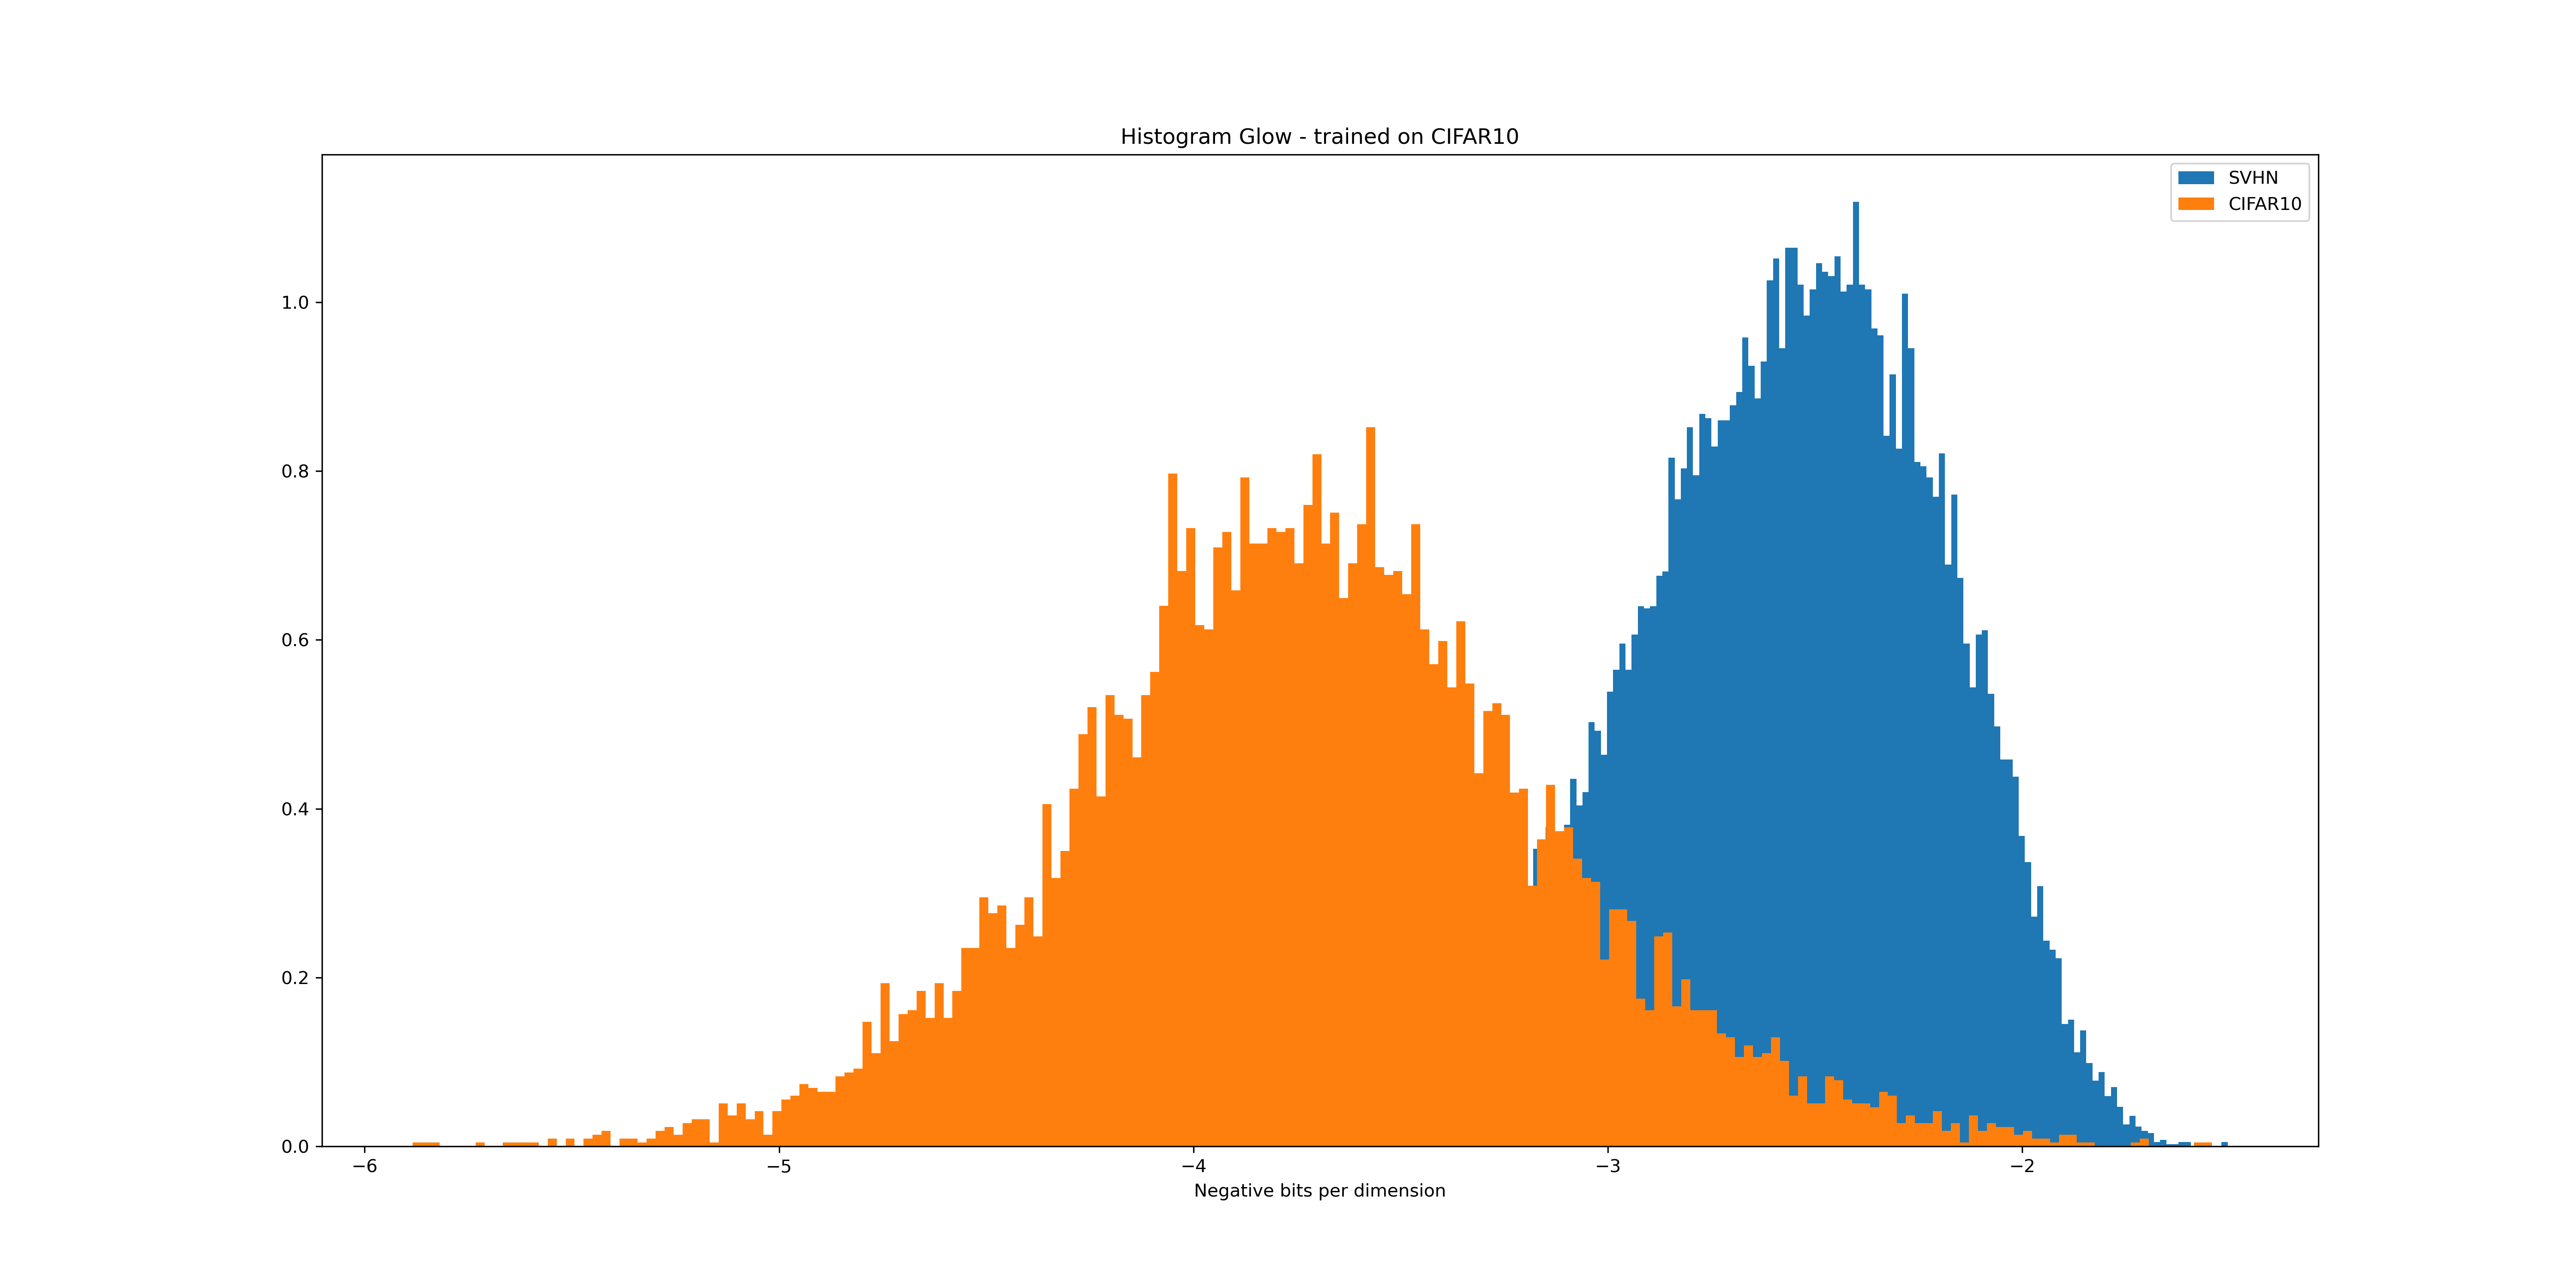 Histogram Glow - trained on CIFAR10
SVHN
CIFAR10
1.0
0.8
0.6
0.4
0.2
0.0
−6 −5 −4 −3 −2
Negative bits per dimension